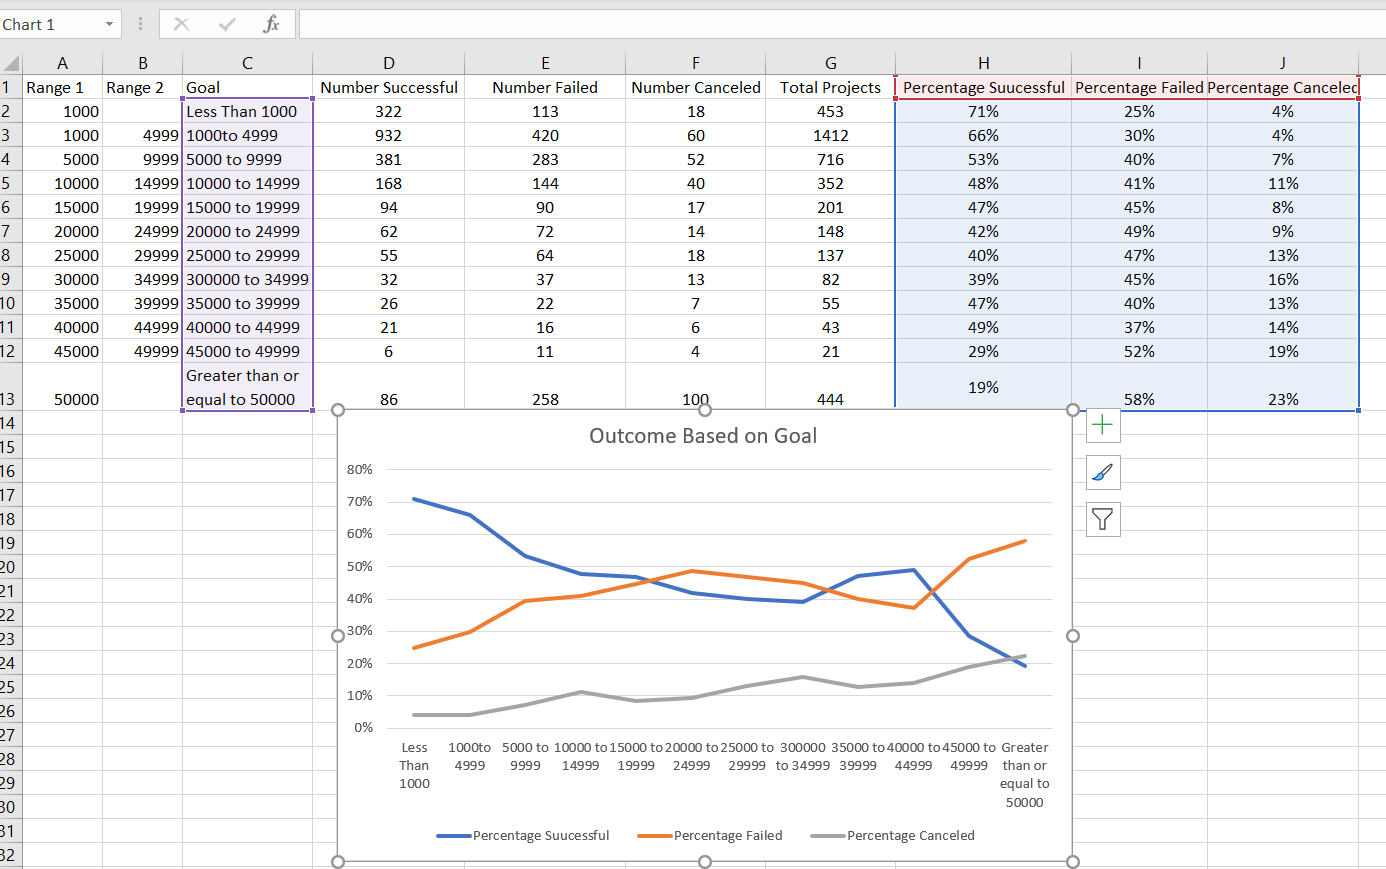 Chart 1 fx
A B C D E F G H I J
1 Range 1 Range 2 Goal Number Successful Number Failed Number Canceled Total Projects Percentage Suucessful Percentage Failed Percentage Canceled
2 1000 Less Than 1000 322 113 18 453 71% 25% 4%
3 1000 4999 1000to 4999 932 420 60 1412 66% 30% 4%
4 5000 9999 5000 to 9999 381 283 52 716 53% 40% 7%
5 10000 14999 10000 to 14999 168 144 40 352 48% 41% 11%
6 15000 19999 15000 to 19999 94 90 17 201 47% 45% 8%
7 20000 24999 20000 to 24999 62 72 14 148 42% 49% 9%
8 25000 29999 25000 to 29999 55 64 18 137 40% 47% 13%
9 30000 34999 300000 to 34999 32 37 13 82 39% 45% 16%
10 35000 39999 35000 to 39999 26 22 7 55 47% 40% 13%
11 40000 44999 40000 to 44999 21 16 6 43 49% 37% 14%
12 45000 49999 45000 to 49999 6 11 4 21 29% 52% 19%
Greater than or
13 50000 equal to 50000 86 258 100 444 19% 58% 23%
14
15
16
17
18
19
20
21
22
23
24
25
26
27
28
29
30
31
32
Outcome Based on Goal
80%
70%
60%
50%
40%
30%
20%
10%
0%
Less 1000to 5000 to 10000 to 15000 to 20000 to 25000 to 300000 35000 to 40000 to 45000 to Greater
Than 4999 9999 14999 19999 24999 29999 to 34999 39999 44999 49999 than or
1000 equal to
50000
Percentage Suucessful Percentage Failed Percentage Canceled